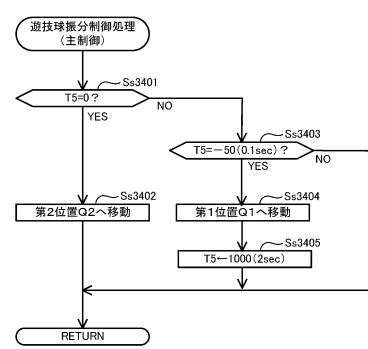 遊技球振分制御処理
(主制御)
Ss3401
T5=0?
NO
YES
Ss3403
T5=−50(0.1sec)?
NO
YES
Ss3402
第2位置Q2へ移動
Ss3404
第1位置Q1へ移動
Ss3405
T5←1000(2sec)
RETURN